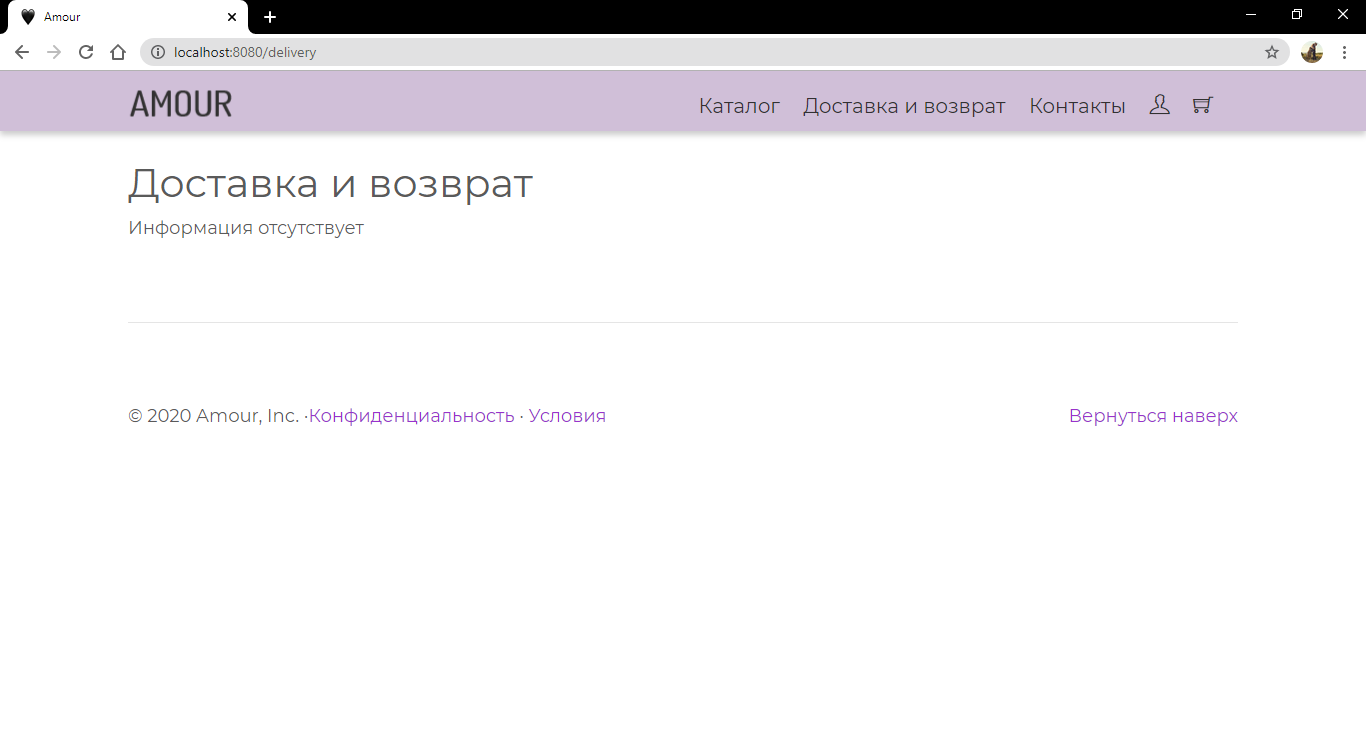 Amour
localhost:8080/delivery
AMOUR Каталог Доставка и возврат Контакты
Доставка и возврат
Информация отсутствует
© 2020 Amour, Inc. ·Конфиденциальность · Условия Вернуться наверх